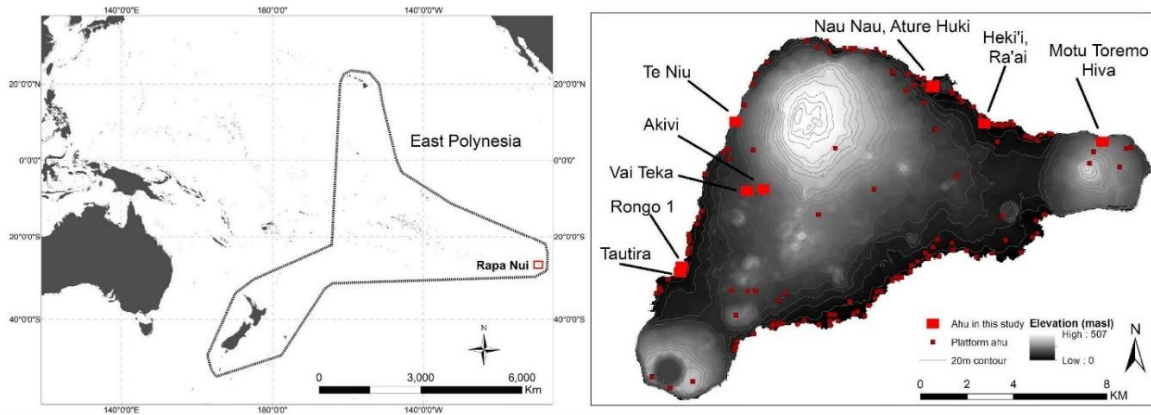 140°0'0"E
180°0'0"
140°0'0"W
20°0'0"N
20°0'0"N
East Polynesia
0°0'0"
0°0'0"
20°0'0"S
20°0'0"S
Rapa Nui
40°0'0"S
40°0'0"S
N
0 3,000 6,000
Km
140°0'0"E
180°0'0"
140°0'0"W
Nau Nau, Ature Huki
Heki'i,
Ra'ai
Motu Toremo
Hiva
Te Niu
Akivi
Vai Teka
Rongo 1
Tautira
Ahu in this study
Platform ahu
20m contour
Elevation (masl)
High : 507
Low : 0
N
0 2 4 8
KM